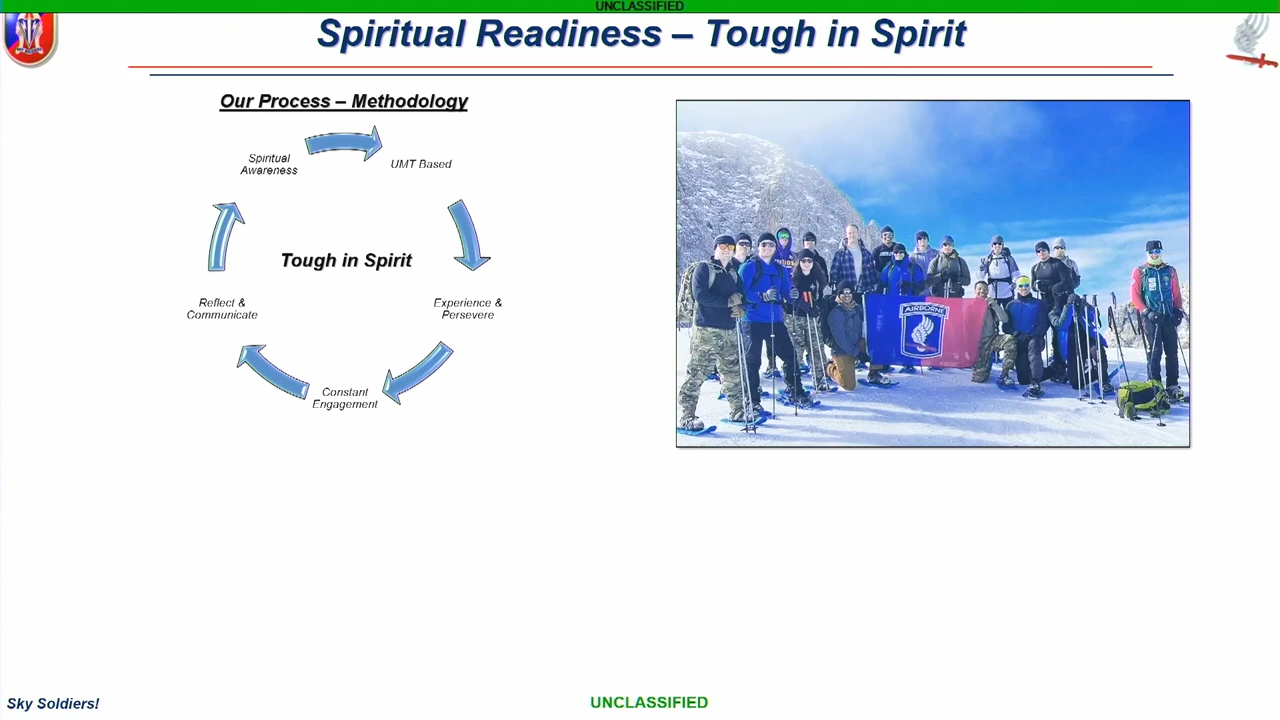 UNCLASSIFIED
Spiritual Readiness – Tough in Spirit
Our Process – Methodology
Spiritual
Awareness
UMT Based
Tough in Spirit
Reflect &
Communicate
Experience &
Persevere
Constant
Engagement
AIRBORNE
Sky Soldiers!
UNCLASSIFIED